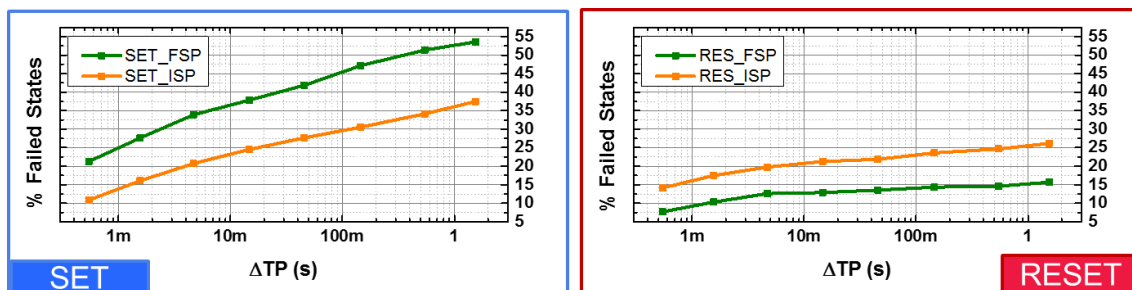 SET_FSP
SET_ISP
% Failed States
55
50
45
40
35
30
25
20
15
10
5
1m 10m 100m 1
ΔTP (s)
SET
RES_FSP
RES_ISP
% Failed States
55
50
45
40
35
30
25
20
15
10
5
1m 10m 100m 1
ΔTP (s)
RESET